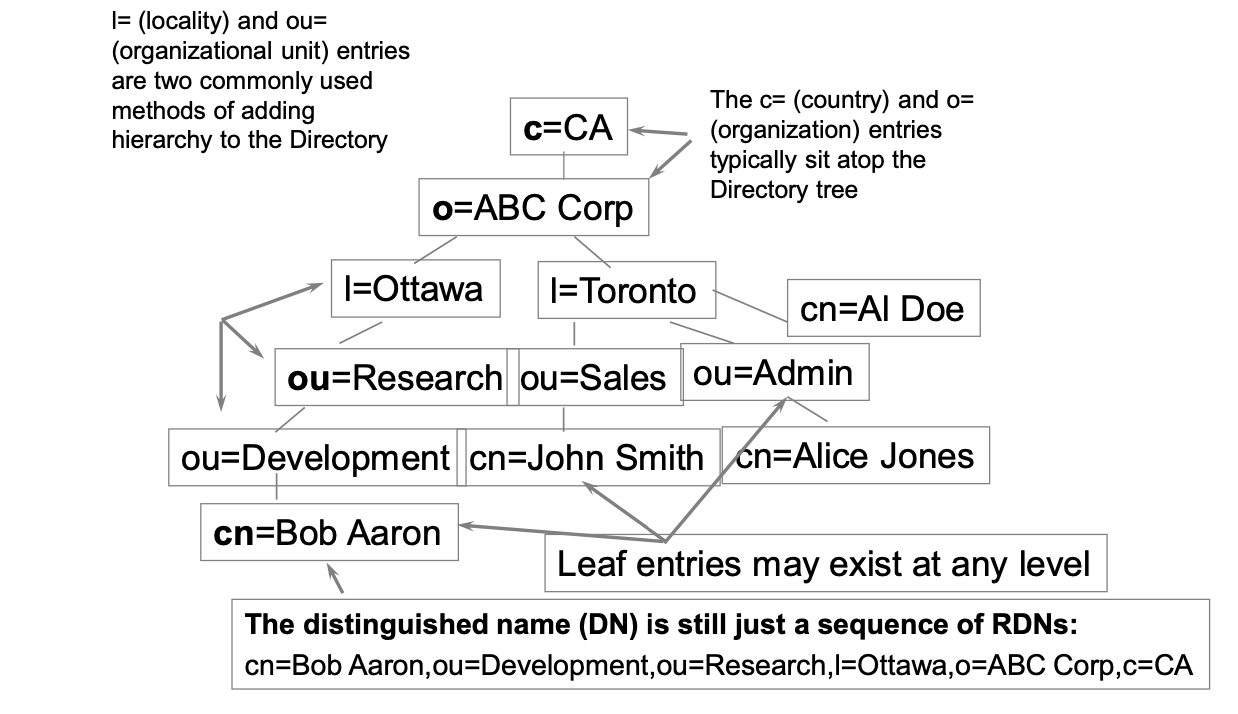 l= (locality) and ou=
(organizational unit) entries
are two commonly used
methods of adding
hierarchy to the Directory
The c= (country) and o=
(organization) entries
typically sit atop the
Directory tree
c=CA
o=ABC Corp
l=Ottawa
l=Toronto
cn=Al Doe
ou=Research
ou=Sales
ou=Admin
ou=Development
cn=John Smith
cn=Alice Jones
cn=Bob Aaron
Leaf entries may exist at any level
The distinguished name (DN) is still just a sequence of RDNs:
cn=Bob Aaron,ou=Development,ou=Research,l=Ottawa,o=ABC Corp,c=CA